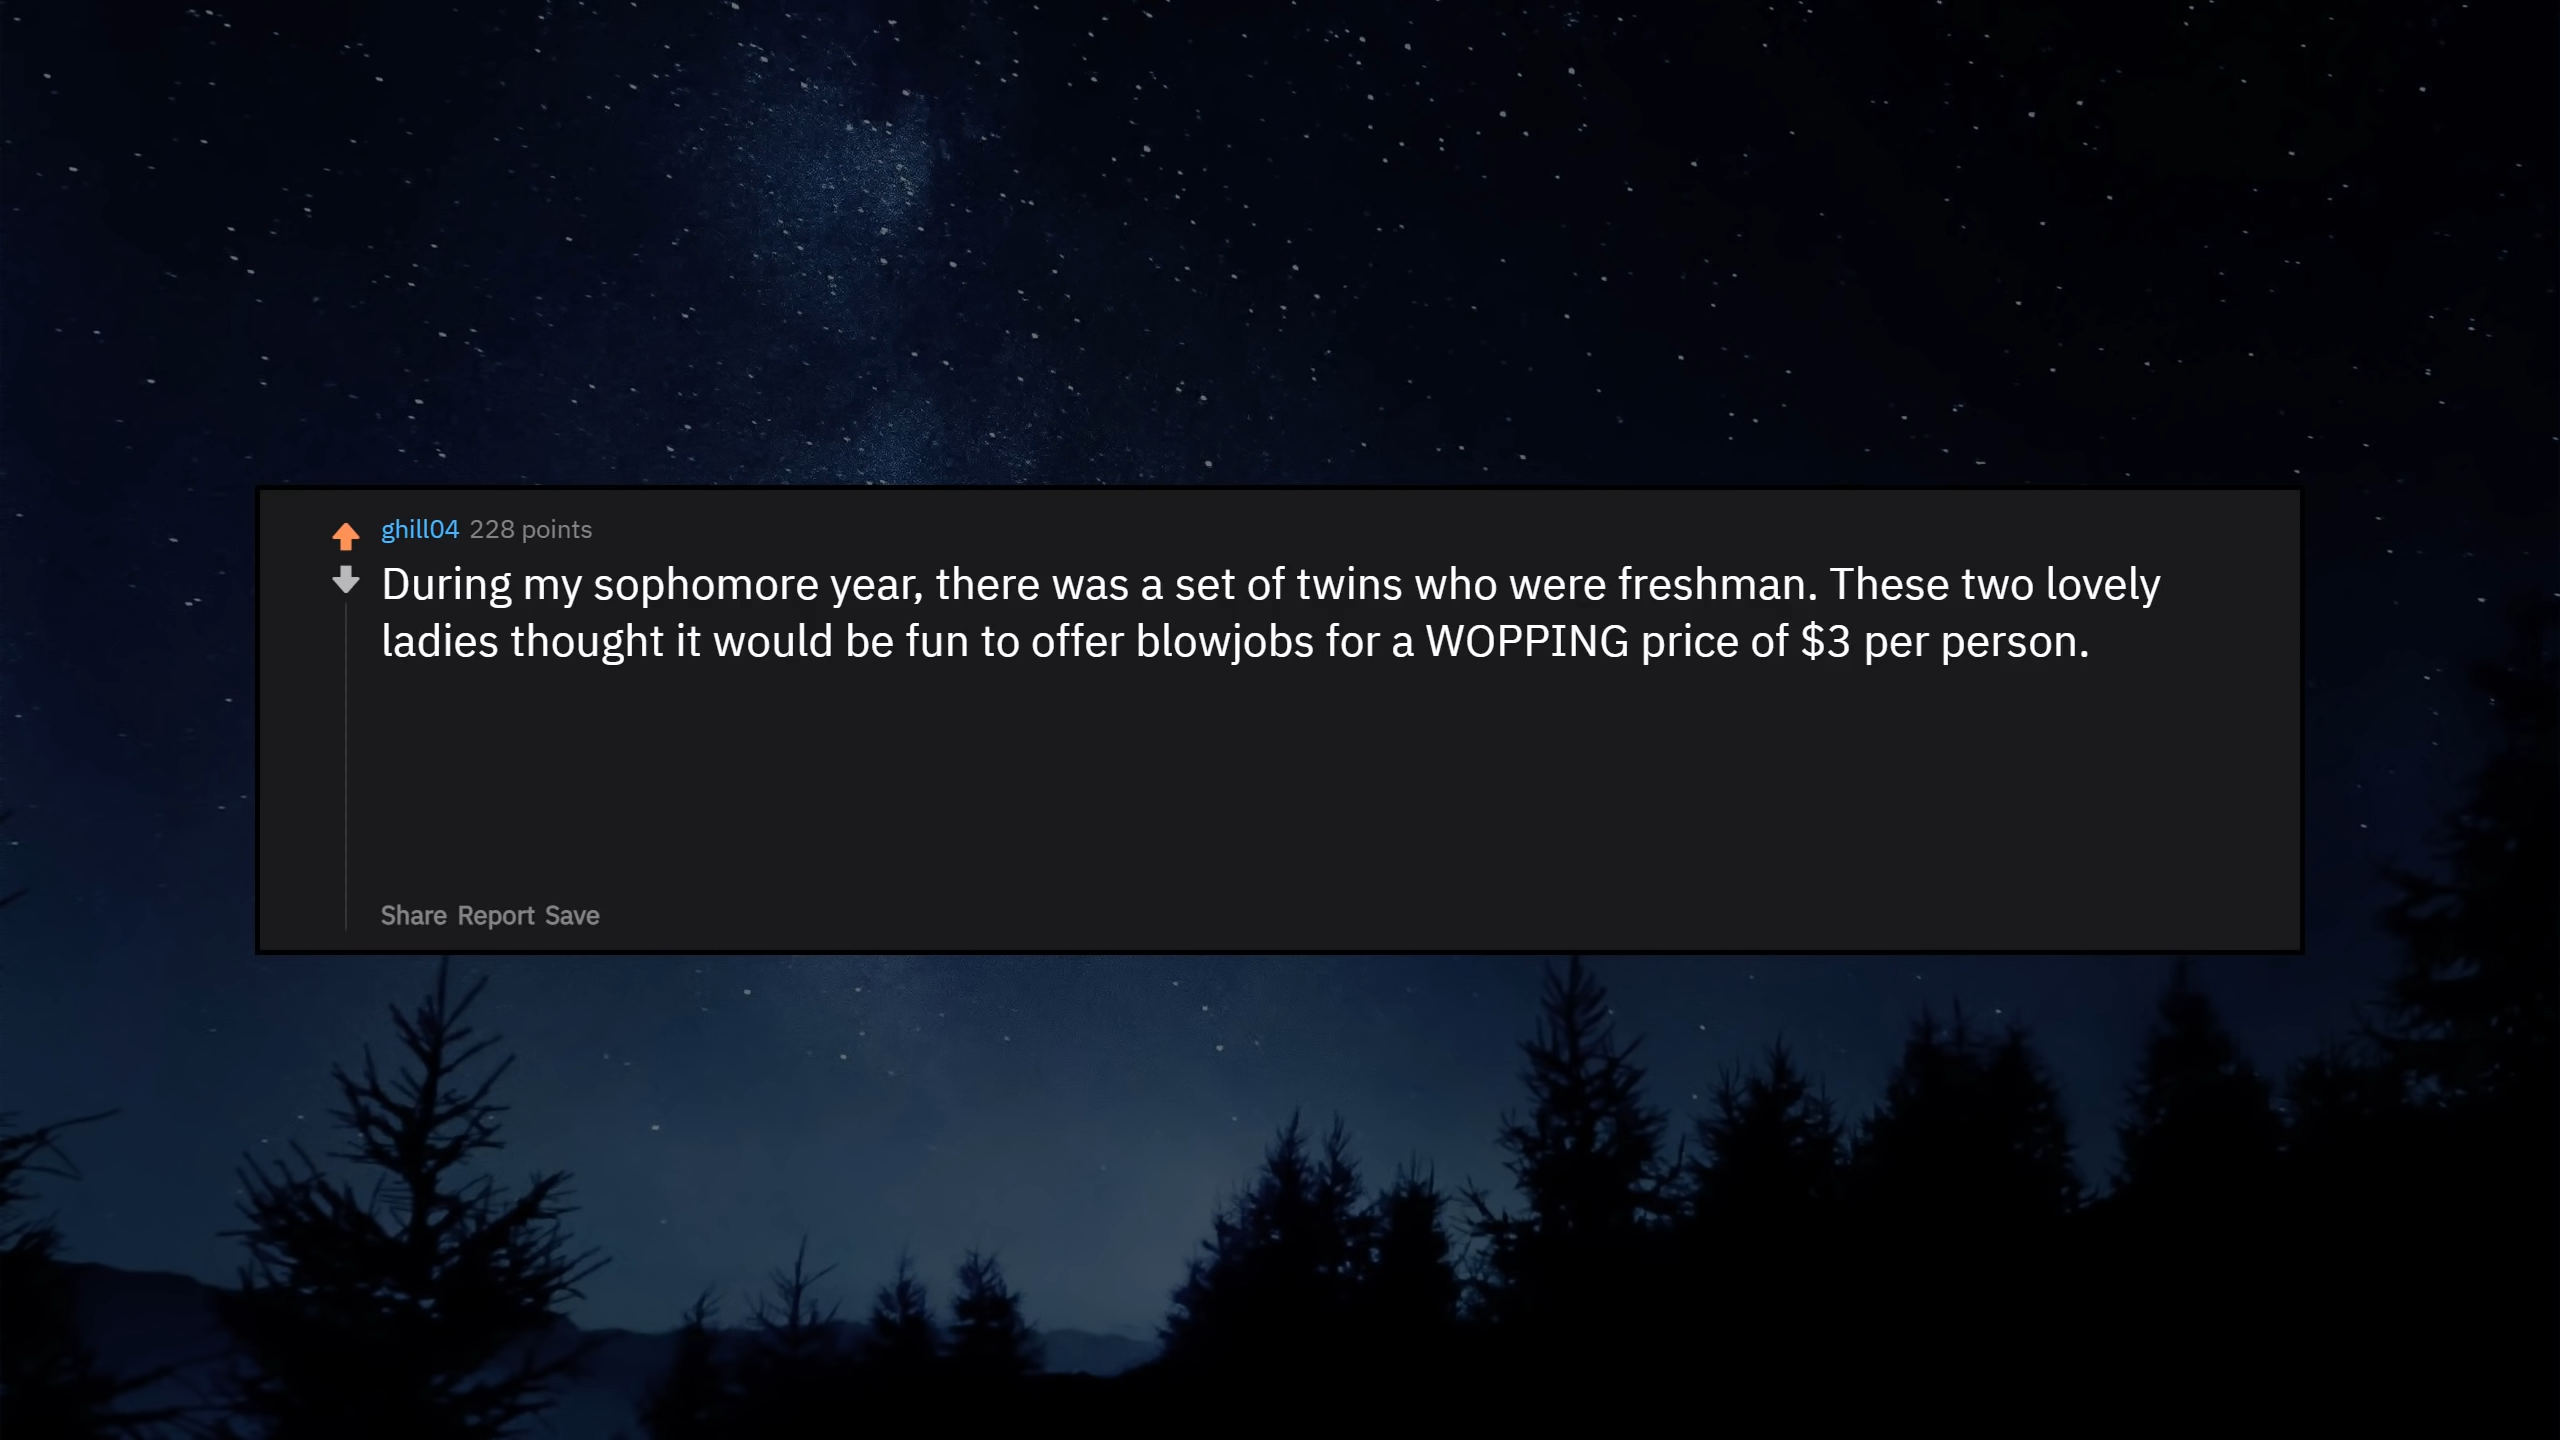 ghill04 228 points
During my sophomore year, there was a set of twins who were freshman. These two lovely
ladies thought it would be fun to offer blowjobs for a WOPPING price of $3 per person.
Share Report Save